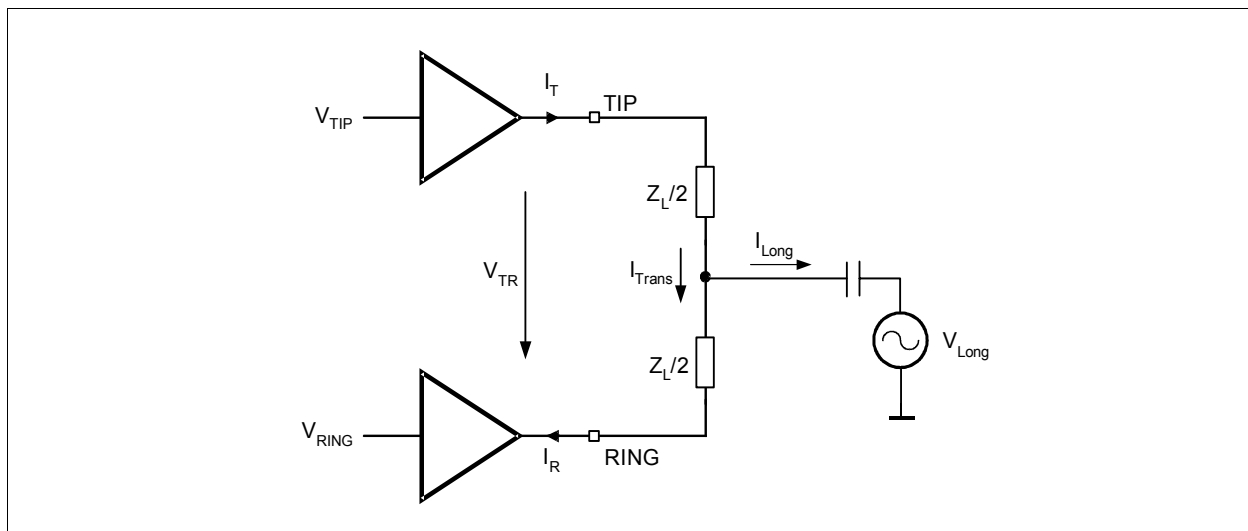 I_T
TIP
V_TIP
Z_L/2
I_Long
I_Trans
V_TR
V_Long
Z_L/2
V_RING
I_R
RING